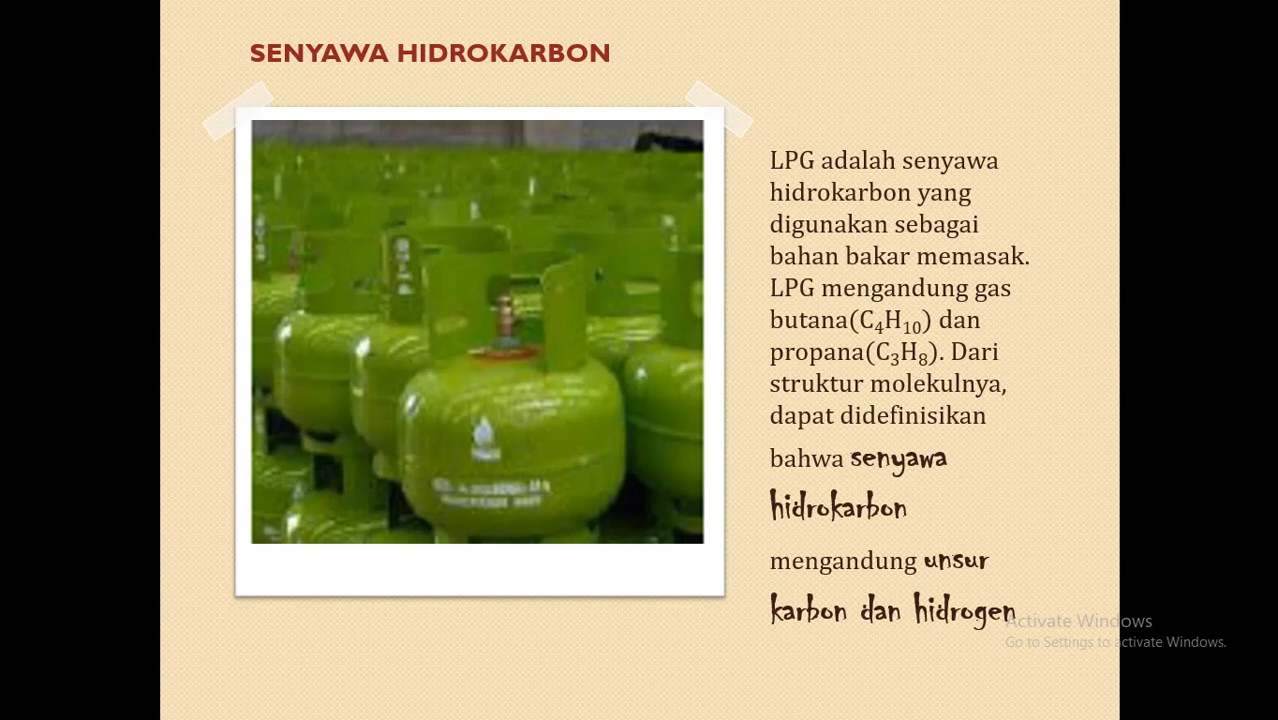 SENYAWA HIDROKARBON
LPG adalah senyawa
hidrokarbon yang
digunakan sebagai
bahan bakar memasak.
LPG mengandung gas
butana(C₄H₁₀) dan
propana(C₃H₈). Dari
struktur molekulnya,
dapat didefinisikan
bahwa senyawa
hidrokarbon
mengandung unsur
karbon dan hidrogen
Activate Windows
Go to Settings to activate Windows.